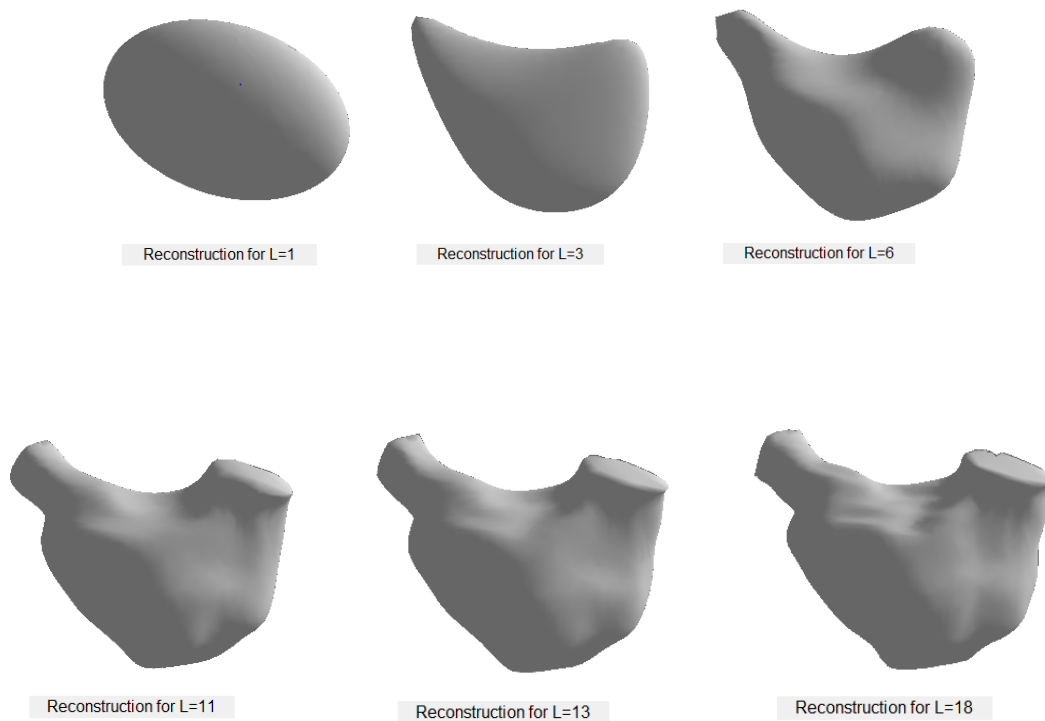 Reconstruction for L=1
Reconstruction for L=3
Reconstruction for L=6
Reconstruction for L=11
Reconstruction for L=13
Reconstruction for L=18